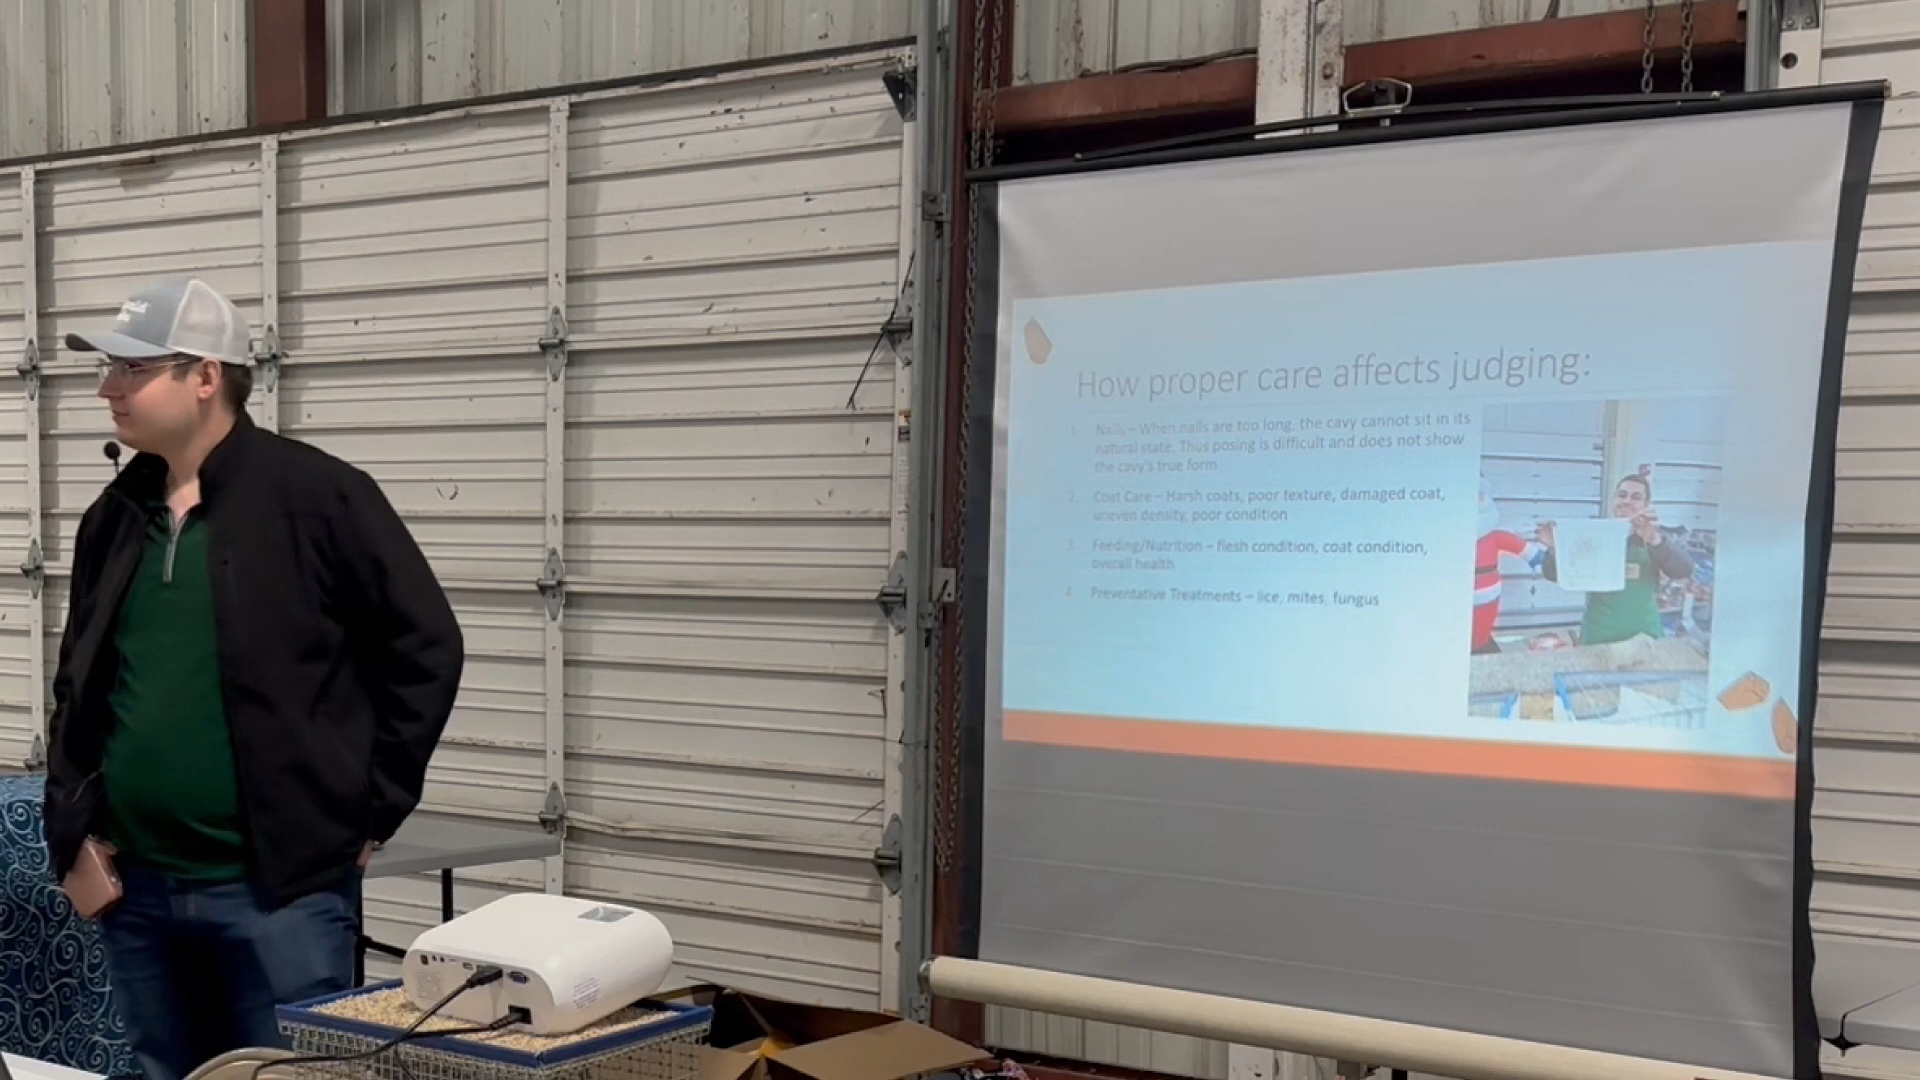 How proper care affects judging:
1. Nails – When nails are too long, the cavy cannot sit in its
natural state. Thus posing is difficult and does not show
the cavy's true form
2. Coat Care – Harsh coats, poor texture, damaged coat,
uneven density, poor condition
3. Feeding/Nutrition – flesh condition, coat condition,
overall health
4. Preventative Treatments – lice, mites, fungus